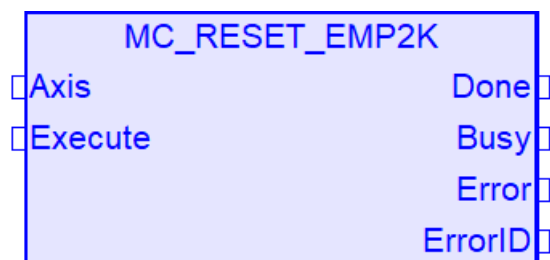 MC_RESET_EMP2K
Axis Done
Execute Busy
Error
ErrorID